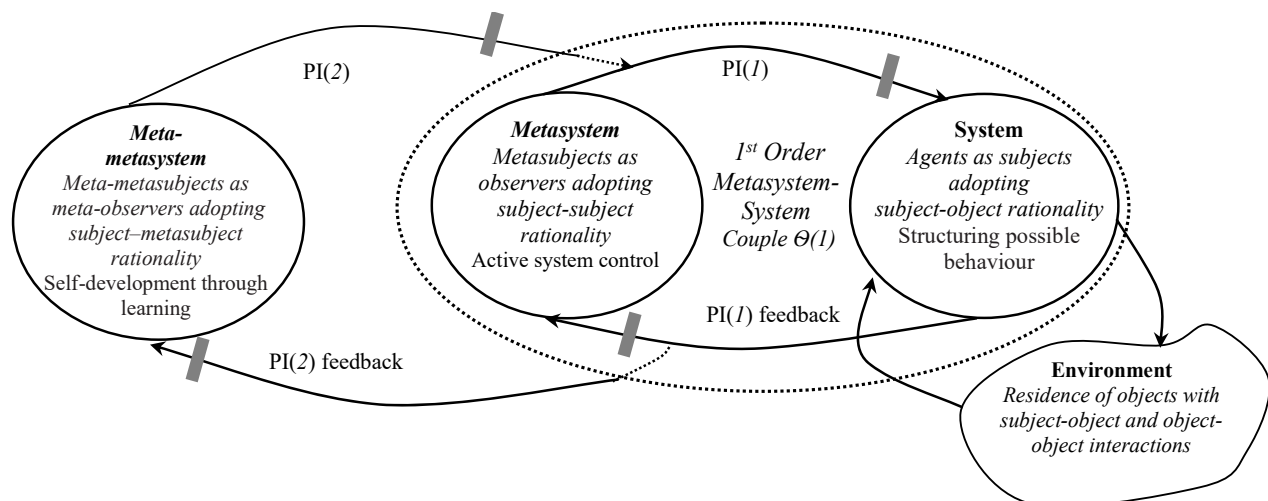 PI(2)
PI(1)
Meta-
metasystem
Meta-metasubjects as
meta-observers adopting
subject–metasubject
rationality
Self-development through
learning
Metasystem
Metasubjects as
observers adopting
subject-subject
rationality
Active system control
1st Order
Metasystem-
System
Couple Θ(1)
System
Agents as subjects
adopting
subject-object rationality
Structuring possible
behaviour
PI(1) feedback
PI(2) feedback
Environment
Residence of objects with
subject-object and object-
object interactions